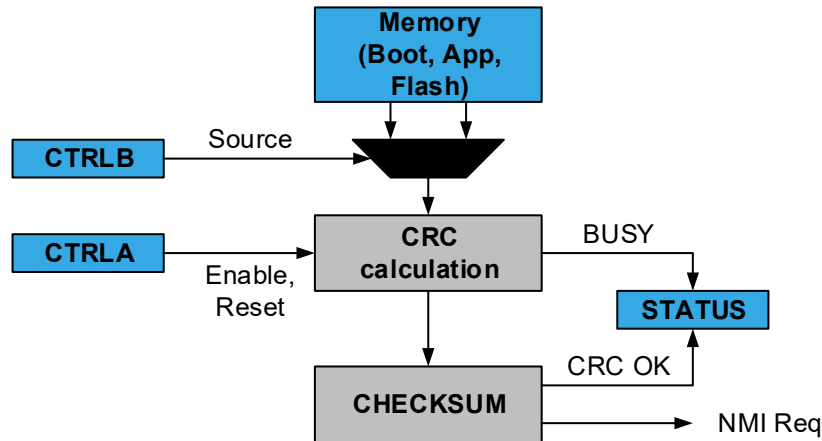 Memory
(Boot, App,
Flash)
Source
CTRLB
CTRLA
Enable,
Reset
CRC
calculation
BUSY
STATUS
CRC OK
CHECKSUM
NMI Req